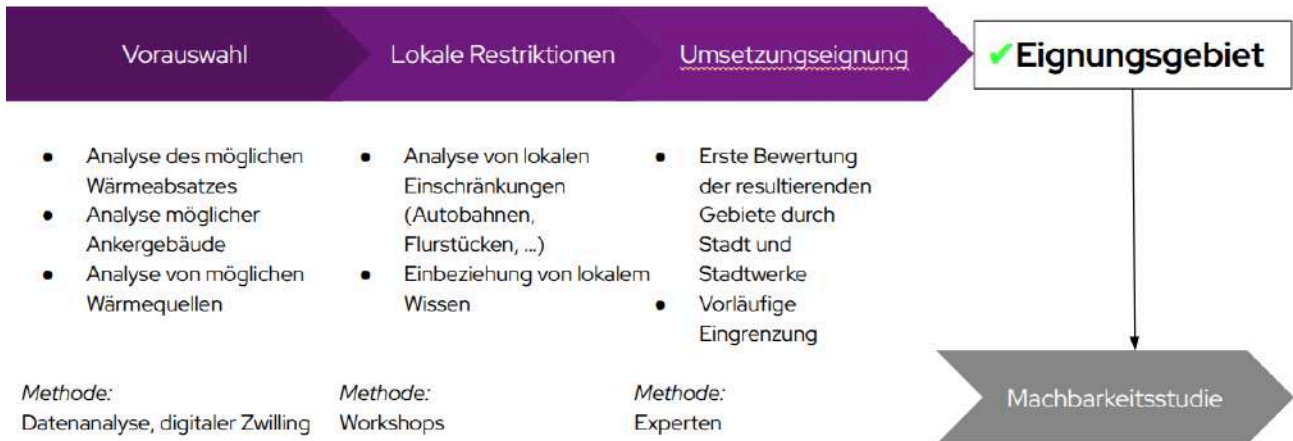 Vorauswahl
Lokale Restriktionen
Umsetzungseignung
✔Eignungsgebiet
● Analyse des möglichen
Wärmeabsatzes
● Analyse möglicher
Ankergebäude
● Analyse von möglichen
Wärmequellen
Methode:
Datenanalyse, digitaler Zwilling
● Analyse von lokalen
Einschränkungen
(Autobahnen,
Flurstücken, ...)
● Einbeziehung von lokalem
Wissen
Methode:
Workshops
● Erste Bewertung
der resultierenden
Gebiete durch
Stadt und
Stadtwerke
● Vorläufige
Eingrenzung
Methode:
Experten
Machbarkeitsstudie